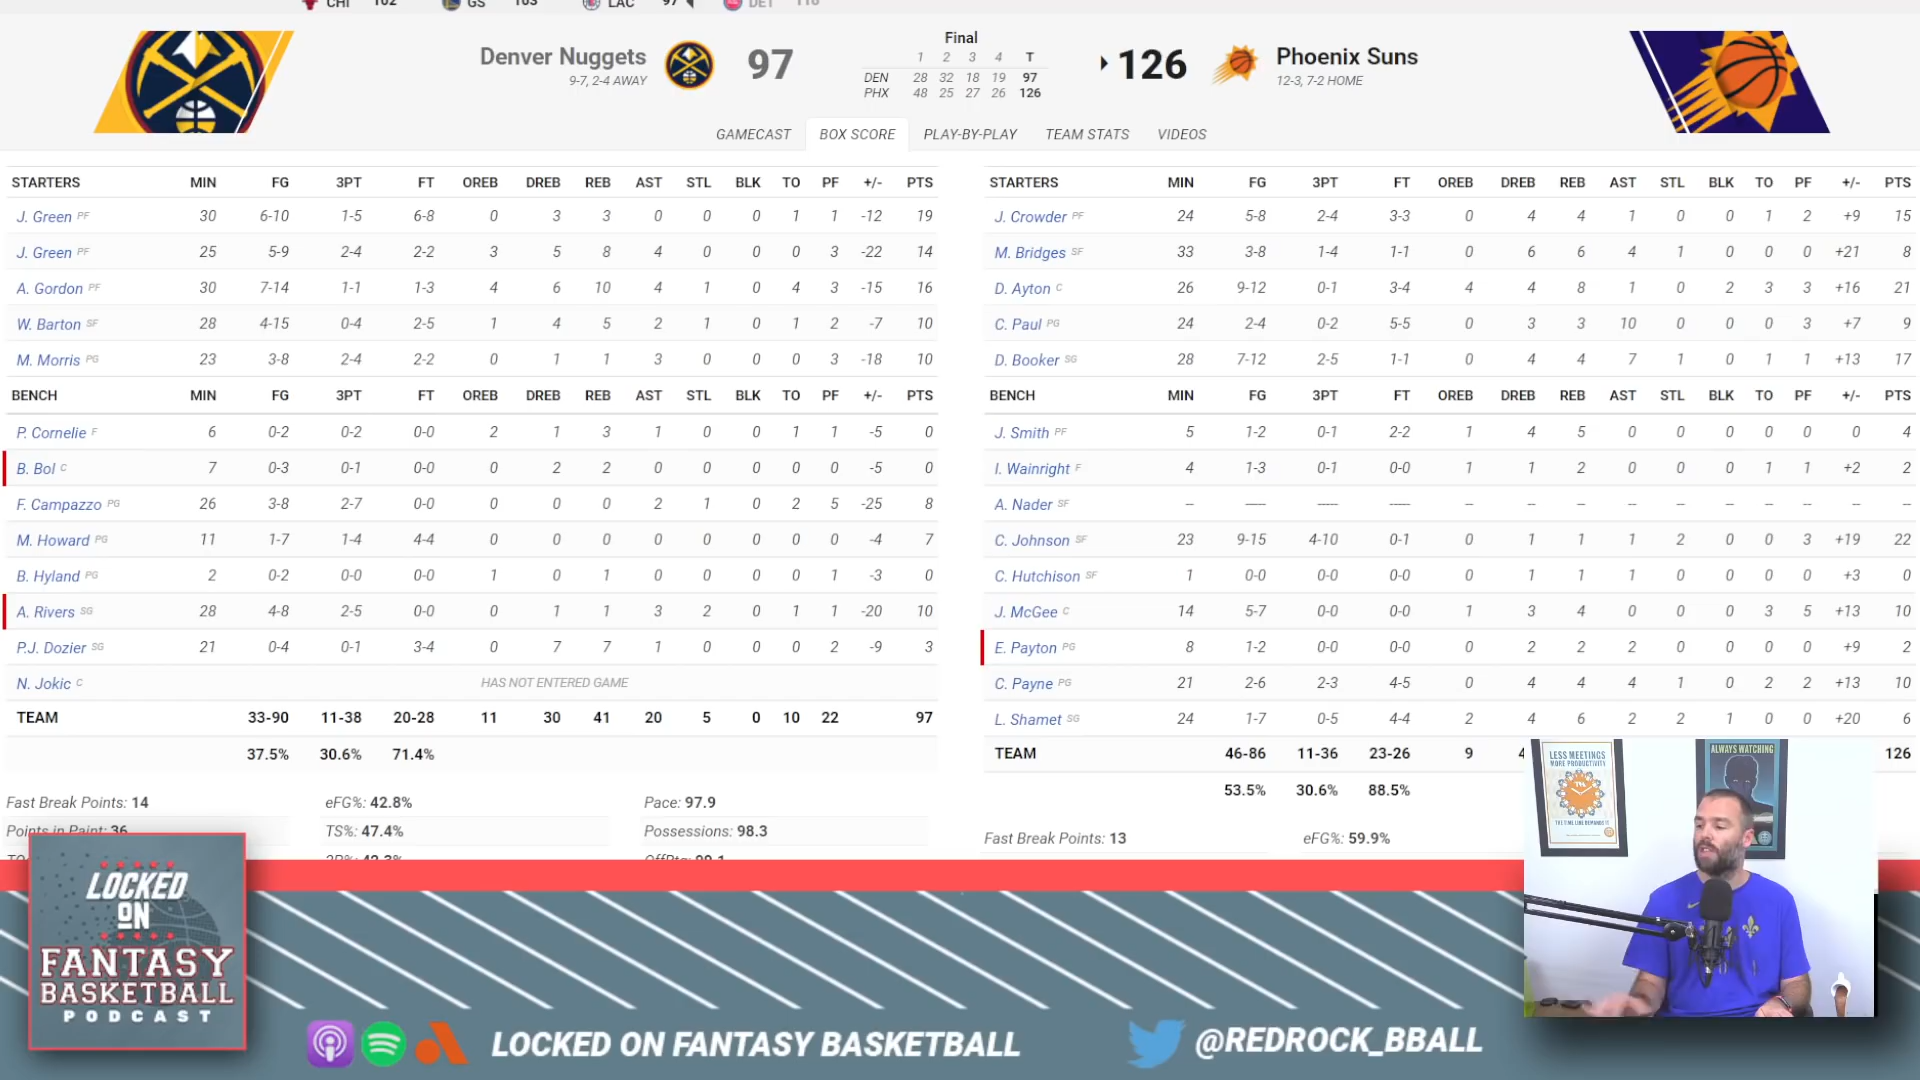 CHI 102 GS 103 LAC 97 DET 116
Final
Denver Nuggets 97 126 Phoenix Suns
9-7, 2-4 AWAY 12-3, 7-2 HOME
1 2 3 4 T
DEN 28 32 18 19 97
PHX 48 25 27 26 126
GAMECAST BOX SCORE PLAY-BY-PLAY TEAM STATS VIDEOS
STARTERS MIN FG 3PT FT OREB DREB REB AST STL BLK TO PF +/- PTS
J. Green PF 30 6-10 1-5 6-8 0 3 3 0 0 0 1 1 -12 19
J. Green PF 25 5-9 2-4 2-2 3 5 8 4 0 0 0 3 -22 14
A. Gordon PF 30 7-14 1-1 1-3 4 6 10 4 1 0 4 3 -15 16
W. Barton SF 28 4-15 0-4 2-5 1 4 5 2 1 0 1 2 -7 10
M. Morris PG 23 3-8 2-4 2-2 0 1 1 3 0 0 0 3 -18 10
BENCH MIN FG 3PT FT OREB DREB REB AST STL BLK TO PF +/- PTS
P. Cornelie F 6 0-2 0-2 0-0 2 1 3 1 0 0 1 1 -5 0
B. Bol C 7 0-3 0-1 0-0 0 2 2 0 0 0 0 0 -5 0
F. Campazzo PG 26 3-8 2-7 0-0 0 0 0 2 1 0 2 5 -25 8
M. Howard PG 11 1-7 1-4 4-4 0 0 0 0 0 0 0 0 -4 7
B. Hyland PG 2 0-2 0-0 0-0 1 0 1 0 0 0 0 1 -3 0
A. Rivers SG 28 4-8 2-5 0-0 0 1 1 3 2 0 1 1 -20 10
P.J. Dozier SG 21 0-4 0-1 3-4 0 7 7 1 0 0 0 2 -9 3
N. Jokic C HAS NOT ENTERED GAME
TEAM 33-90 11-38 20-28 11 30 41 20 5 0 10 22 97
37.5% 30.6% 71.4%
Fast Break Points: 14 eFG%: 42.8% Pace: 97.9
Points in Paint: 36 TS%: 47.4% Possessions: 98.3
STARTERS MIN FG 3PT FT OREB DREB REB AST STL BLK TO PF +/- PTS
J. Crowder PF 24 5-8 2-4 3-3 0 4 4 1 0 0 1 2 +9 15
M. Bridges SF 33 3-8 1-4 1-1 0 6 6 4 1 0 0 0 +21 8
D. Ayton C 26 9-12 0-1 3-4 4 4 8 1 0 2 3 3 +16 21
C. Paul PG 24 2-4 0-2 5-5 0 3 3 10 0 0 0 3 +7 9
D. Booker SG 28 7-12 2-5 1-1 0 4 4 7 1 0 1 1 +13 17
BENCH MIN FG 3PT FT OREB DREB REB AST STL BLK TO PF +/- PTS
J. Smith PF 5 1-2 0-1 2-2 1 4 5 0 0 0 0 0 0 4
I. Wainright F 4 1-3 0-1 0-0 1 1 2 0 0 0 1 1 +2 2
A. Nader SF -- ----- ----- ----- -- -- -- -- -- -- -- -- -- --
C. Johnson SF 23 9-15 4-10 0-1 0 1 1 1 2 0 0 3 +19 22
C. Hutchison SF 1 0-0 0-0 0-0 0 1 1 1 0 0 0 0 +3 0
J. McGee C 14 5-7 0-0 0-0 1 3 4 0 0 0 3 5 +13 10
E. Payton PG 8 1-2 0-0 0-0 0 2 2 2 0 0 0 0 +9 2
C. Payne PG 21 2-6 2-3 4-5 0 4 4 4 1 0 2 2 +13 10
L. Shamet SG 24 1-7 0-5 4-4 2 4 6 2 2 1 0 0 +20 6
TEAM 46-86 11-36 23-26 9 4 126
53.5% 30.6% 88.5%
Fast Break Points: 13 eFG%: 59.9%
LESS MEETINGS
MORE PRODUCTIVITY
ALWAYS WATCHING
LOCKED
ON
FANTASY
BASKETBALL
PODCAST
LOCKED ON FANTASY BASKETBALL
@REDROCK_BBALL